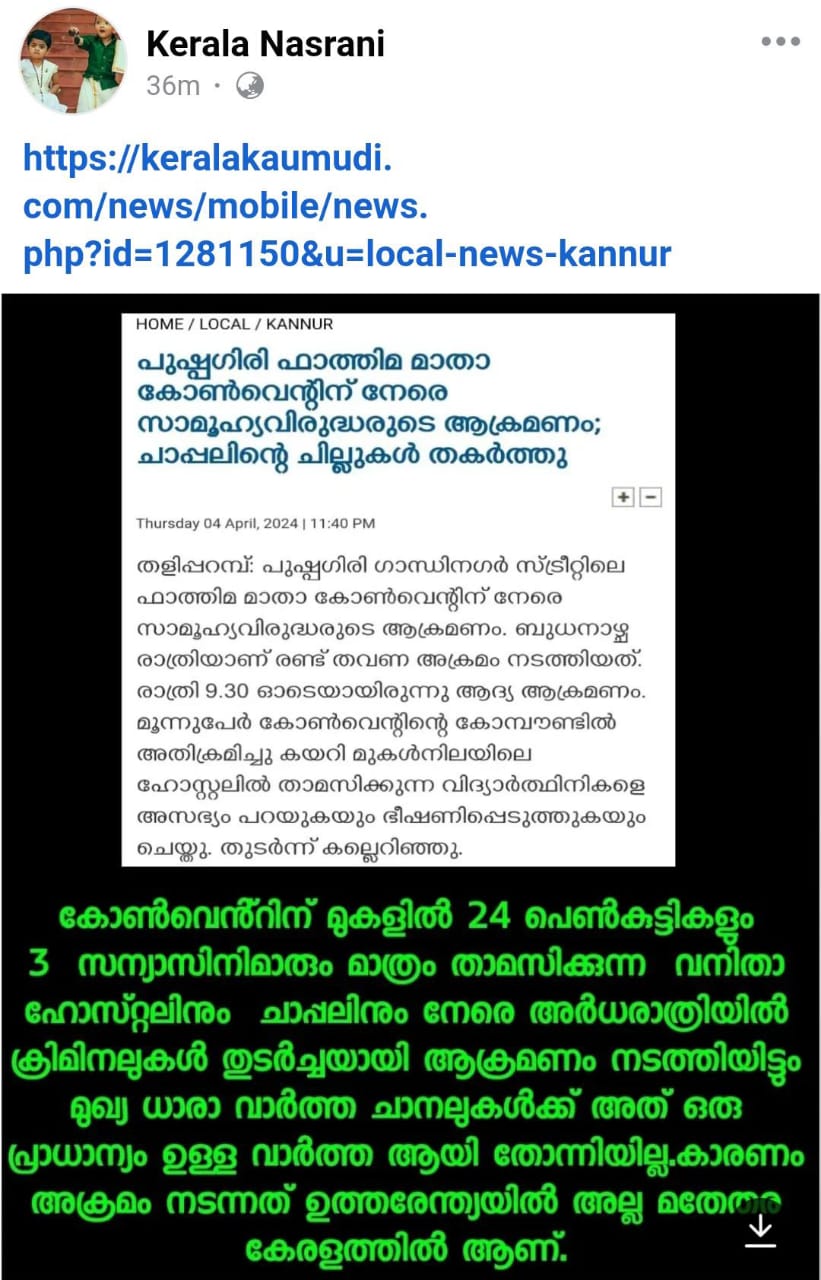 Kerala Nasrani
36m ·
https://keralakaumudi.
com/news/mobile/news.
php?id=1281150&u=local-news-kannur
HOME / LOCAL / KANNUR
പുഷ്പഗിരി ഫാത്തിമ മാതാ
കോൺവെന്റിന് നേരെ
സാമൂഹ്യവിരുദ്ധരുടെ ആക്രമണം;
ചാപ്പലിന്റെ ചില്ലുകൾ തകർത്തു
+ −
Thursday 04 April, 2024 | 11:40 PM
തളിപ്പറമ്പ്: പുഷ്പഗിരി ഗാന്ധിനഗർ സ്ട്രീറ്റിലെ
ഫാത്തിമ മാതാ കോൺവെന്റിന് നേരെ
സാമൂഹ്യവിരുദ്ധരുടെ ആക്രമണം. ബുധനാഴ്ച
രാത്രിയാണ് രണ്ട് തവണ അക്രമം നടത്തിയത്.
രാത്രി 9.30 ഓടെയായിരുന്നു ആദ്യ ആക്രമണം.
മൂന്നുപേർ കോൺവെന്റിന്റെ കോമ്പൗണ്ടിൽ
അതിക്രമിച്ചു കയറി മുകൾനിലയിലെ
ഹോസ്റ്റലിൽ താമസിക്കുന്ന വിദ്യാർത്ഥിനികളെ
അസഭ്യം പറയുകയും ഭീഷണിപ്പെടുത്തുകയും
ചെയ്തു. തുടർന്ന് കല്ലെറിഞ്ഞു.
കോൺവെൻ്റിന് മുകളിൽ 24 പെൺകുട്ടികളും
3 സന്യാസിനിമാരും മാത്രം താമസിക്കുന്ന വനിതാ
ഹോസ്റ്റലിനും ചാപ്പലിനും നേരെ അർധരാത്രിയിൽ
ക്രിമിനലുകൾ തുടർച്ചയായി ആക്രമണം നടത്തിയിട്ടും
മുഖ്യ ധാരാ വാർത്ത ചാനലുകൾക്ക് അത് ഒരു
പ്രാധാന്യം ഉള്ള വാർത്ത ആയി തോന്നിയില്ല.കാരണം
അക്രമം നടന്നത് ഉത്തരേന്ത്യയിൽ അല്ല മതേതര
കേരളത്തിൽ ആണ്.